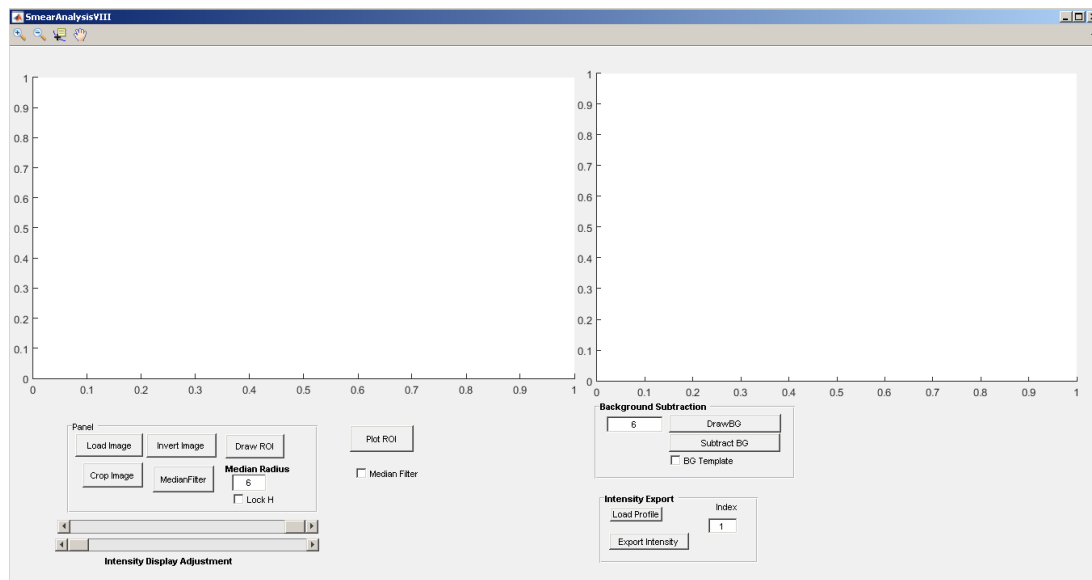 SmearAnalysisVIII
1
0.9
0.8
0.7
0.6
0.5
0.4
0.3
0.2
0.1
0
0 0.1 0.2 0.3 0.4 0.5 0.6 0.7 0.8 0.9 1
1
0.9
0.8
0.7
0.6
0.5
0.4
0.3
0.2
0.1
0
0 0.1 0.2 0.3 0.4 0.5 0.6 0.7 0.8 0.9 1
Panel
Load Image Invert Image Draw ROI
Crop Image MedianFilter Median Radius
6
Lock H
Intensity Display Adjustment
Plot ROI
Median Filter
Background Subtraction
6 DrawBG
Subtract BG
BG Template
Intensity Export
Load Profile Index
1
Export Intensity